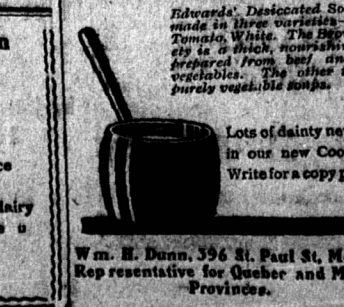 Edwards' Desiccated So
made in three varieties—
Tomato, White. The Bro
ety is a thick, nourishi
prepared from beef an
vegetables. The other t
purely vegetable soups.
Lots of dainty ne
in our new Coo
Write for a copy p
Wm. H. Dunn, 396 St. Paul St, M
Representative for Quebec and M
Provinces.
n
ce
dairy
e u